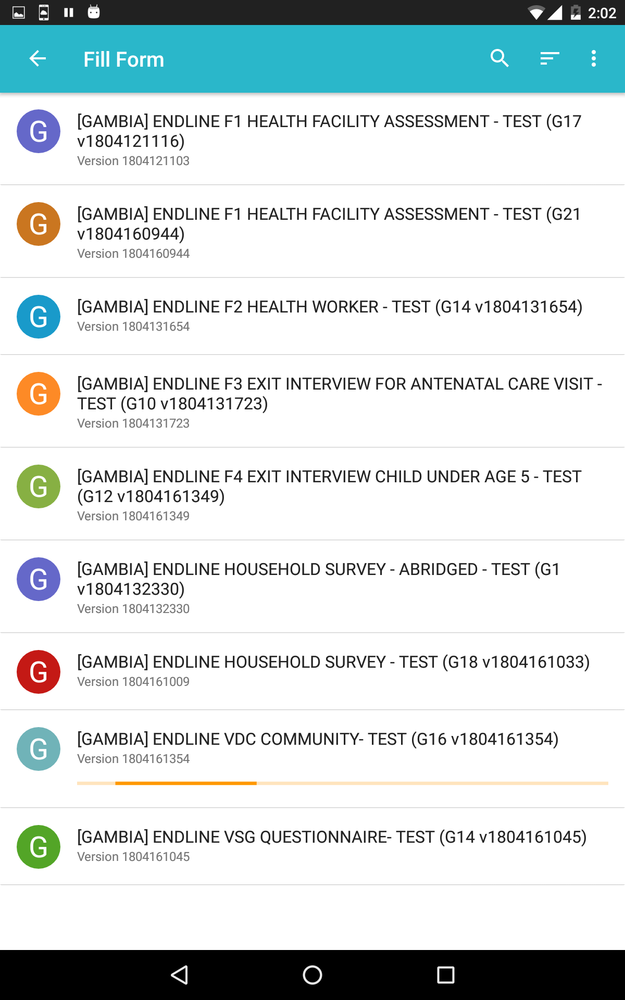 2:02
Fill Form
G
[GAMBIA] ENDLINE F1 HEALTH FACILITY ASSESSMENT - TEST (G17
v1804121116)
Version 1804121103
G
[GAMBIA] ENDLINE F1 HEALTH FACILITY ASSESSMENT - TEST (G21
v1804160944)
Version 1804160944
G
[GAMBIA] ENDLINE F2 HEALTH WORKER - TEST (G14 v1804131654)
Version 1804131654
G
[GAMBIA] ENDLINE F3 EXIT INTERVIEW FOR ANTENATAL CARE VISIT -
TEST (G10 v1804131723)
Version 1804131723
G
[GAMBIA] ENDLINE F4 EXIT INTERVIEW CHILD UNDER AGE 5 - TEST
(G12 v1804161349)
Version 1804161349
G
[GAMBIA] ENDLINE HOUSEHOLD SURVEY - ABRIDGED - TEST (G1
v1804132330)
Version 1804132330
G
[GAMBIA] ENDLINE HOUSEHOLD SURVEY - TEST (G18 v1804161033)
Version 1804161009
G
[GAMBIA] ENDLINE VDC COMMUNITY- TEST (G16 v1804161354)
Version 1804161354
G
[GAMBIA] ENDLINE VSG QUESTIONNAIRE- TEST (G14 v1804161045)
Version 1804161045